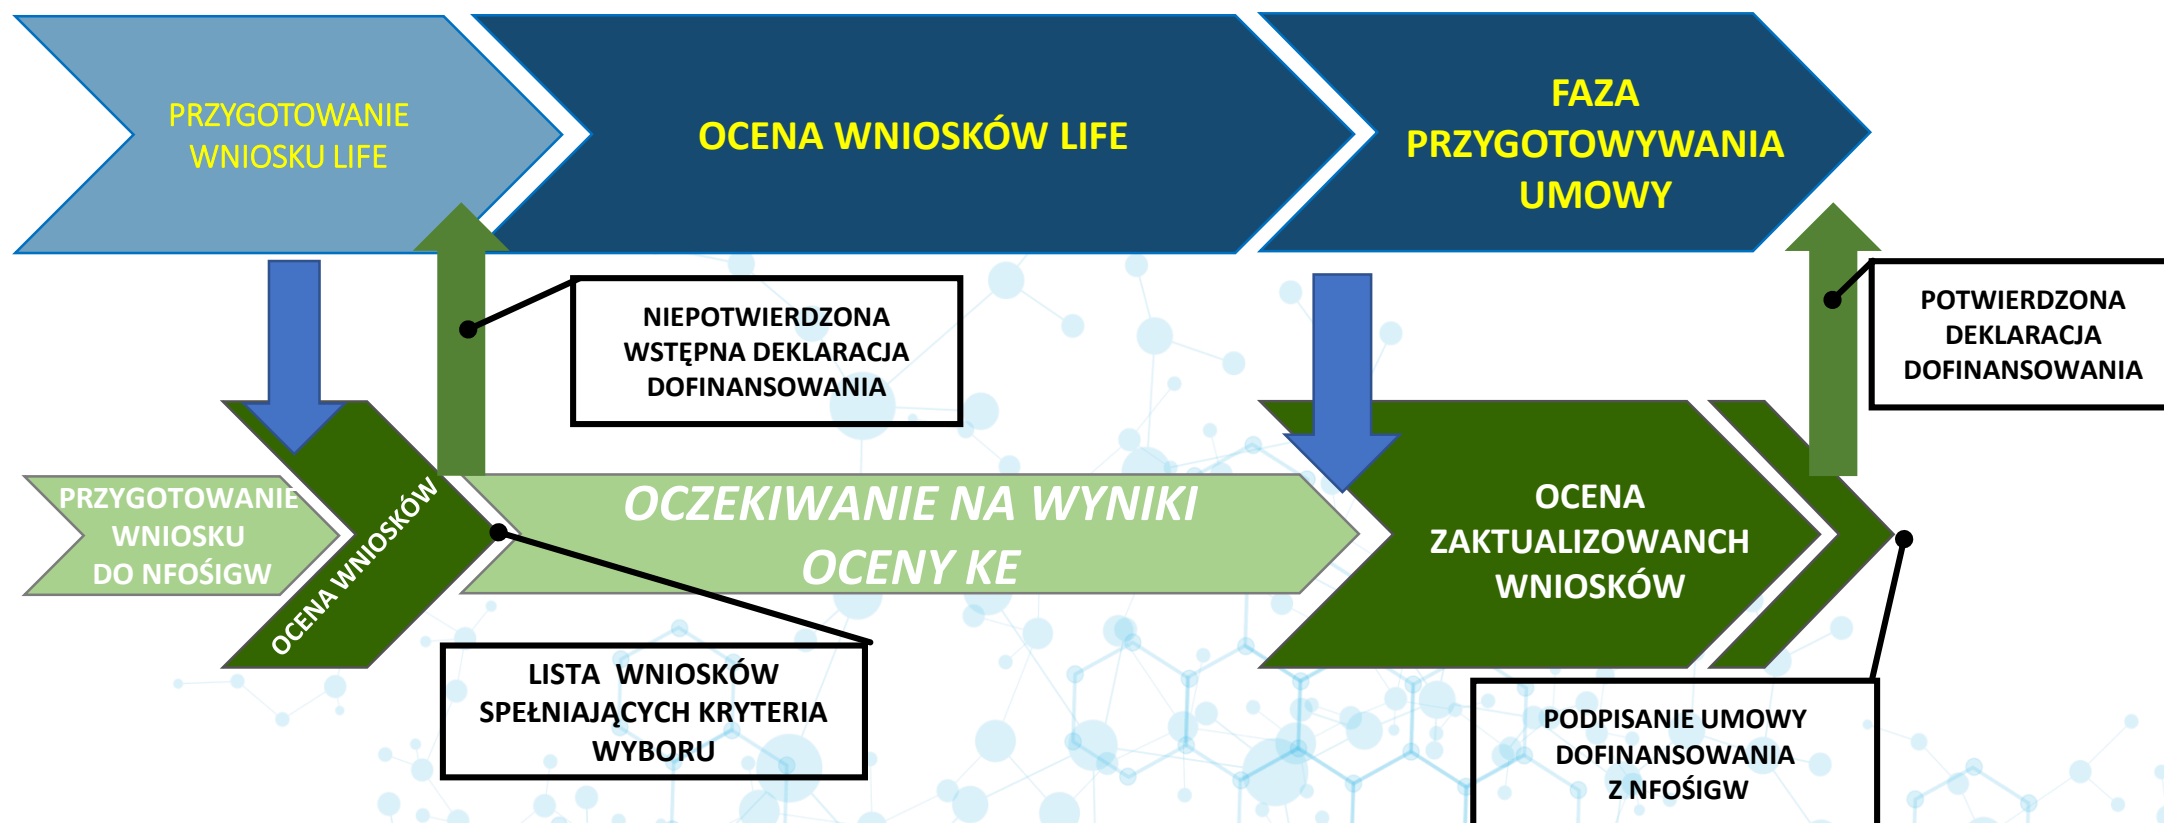 PRZYGOTOWANIE
WNIOSKU LIFE
OCENA WNIOSKÓW LIFE
FAZA
PRZYGOTOWYWANIA
UMOWY
NIEPOTWIERDZONA
WSTĘPNA DEKLARACJA
DOFINANSOWANIA
POTWIERDZONA
DEKLARACJA
DOFINANSOWANIA
PRZYGOTOWANIE
WNIOSKU
DO NFOŚIGW
OCENA WNIOSKÓW
OCZEKIWANIE NA WYNIKI
OCENY KE
OCENA
ZAKTUALIZOWANCH
WNIOSKÓW
LISTA WNIOSKÓW
SPEŁNIAJĄCYCH KRYTERIA
WYBORU
PODPISANIE UMOWY
DOFINANSOWANIA
Z NFOŚIGW